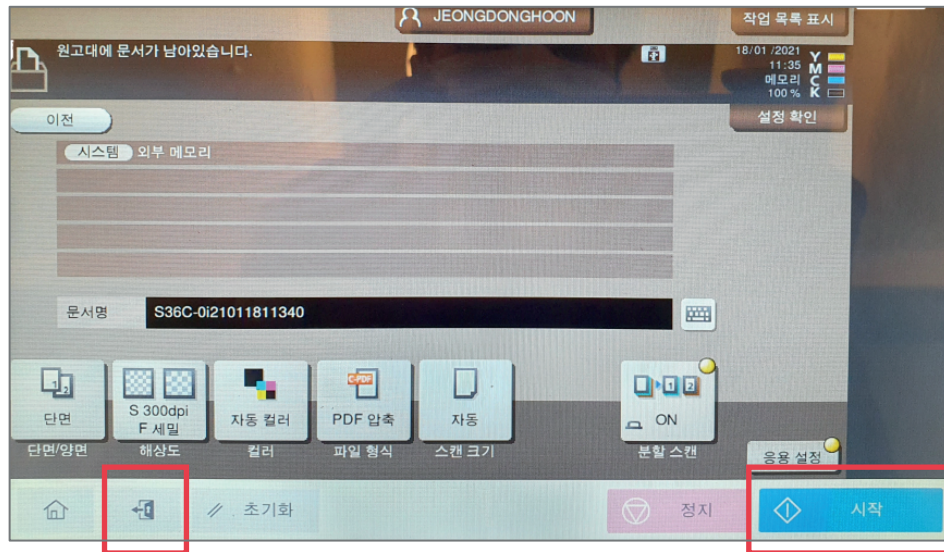 JEONGDONGHOON
작업 목록 표시
원고대에 문서가 남아있습니다.
18/01 /2021
11:35
메모리
100 %
Y
M
C
K
이전
설정 확인
시스템 외부 메모리
문서명 S36C-0i21011811340
1 2
단면
단면/양면
S 300dpi
F 세밀
해상도
자동 컬러
컬러
C-PDF
PDF 압축
파일 형식
자동
스캔 크기
1 2
ON
분할 스캔
응용 설정
초기화
정지
시작